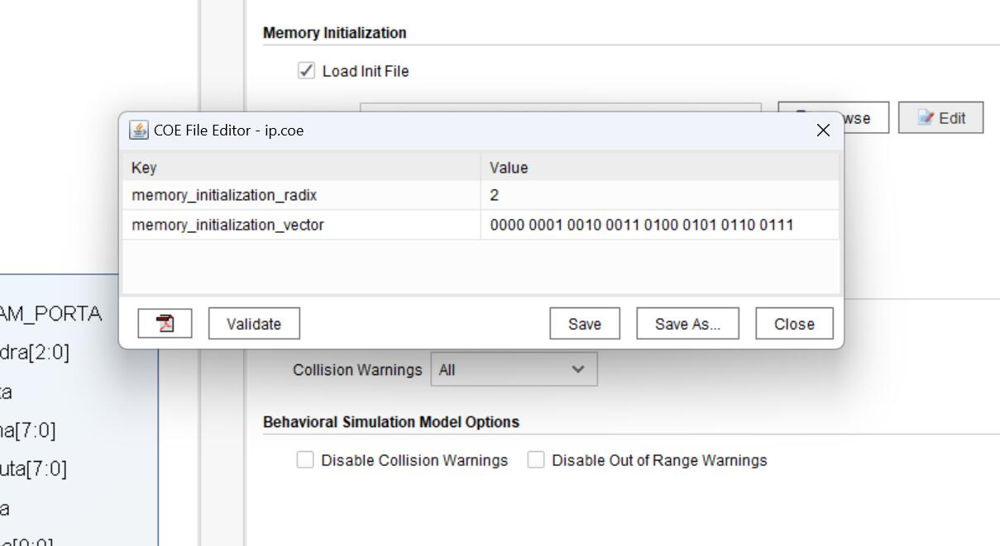 Memory Initialization
Load Init File
wse
Edit
COE File Editor - ip.coe
Key Value
memory_initialization_radix 2
memory_initialization_vector 0000 0001 0010 0011 0100 0101 0110 0111
Validate Save Save As... Close
AM_PORTA
dra[2:0]
ta
na[7:0]
uta[7:0]
a
Collision Warnings All
Behavioral Simulation Model Options
Disable Collision Warnings Disable Out of Range Warnings